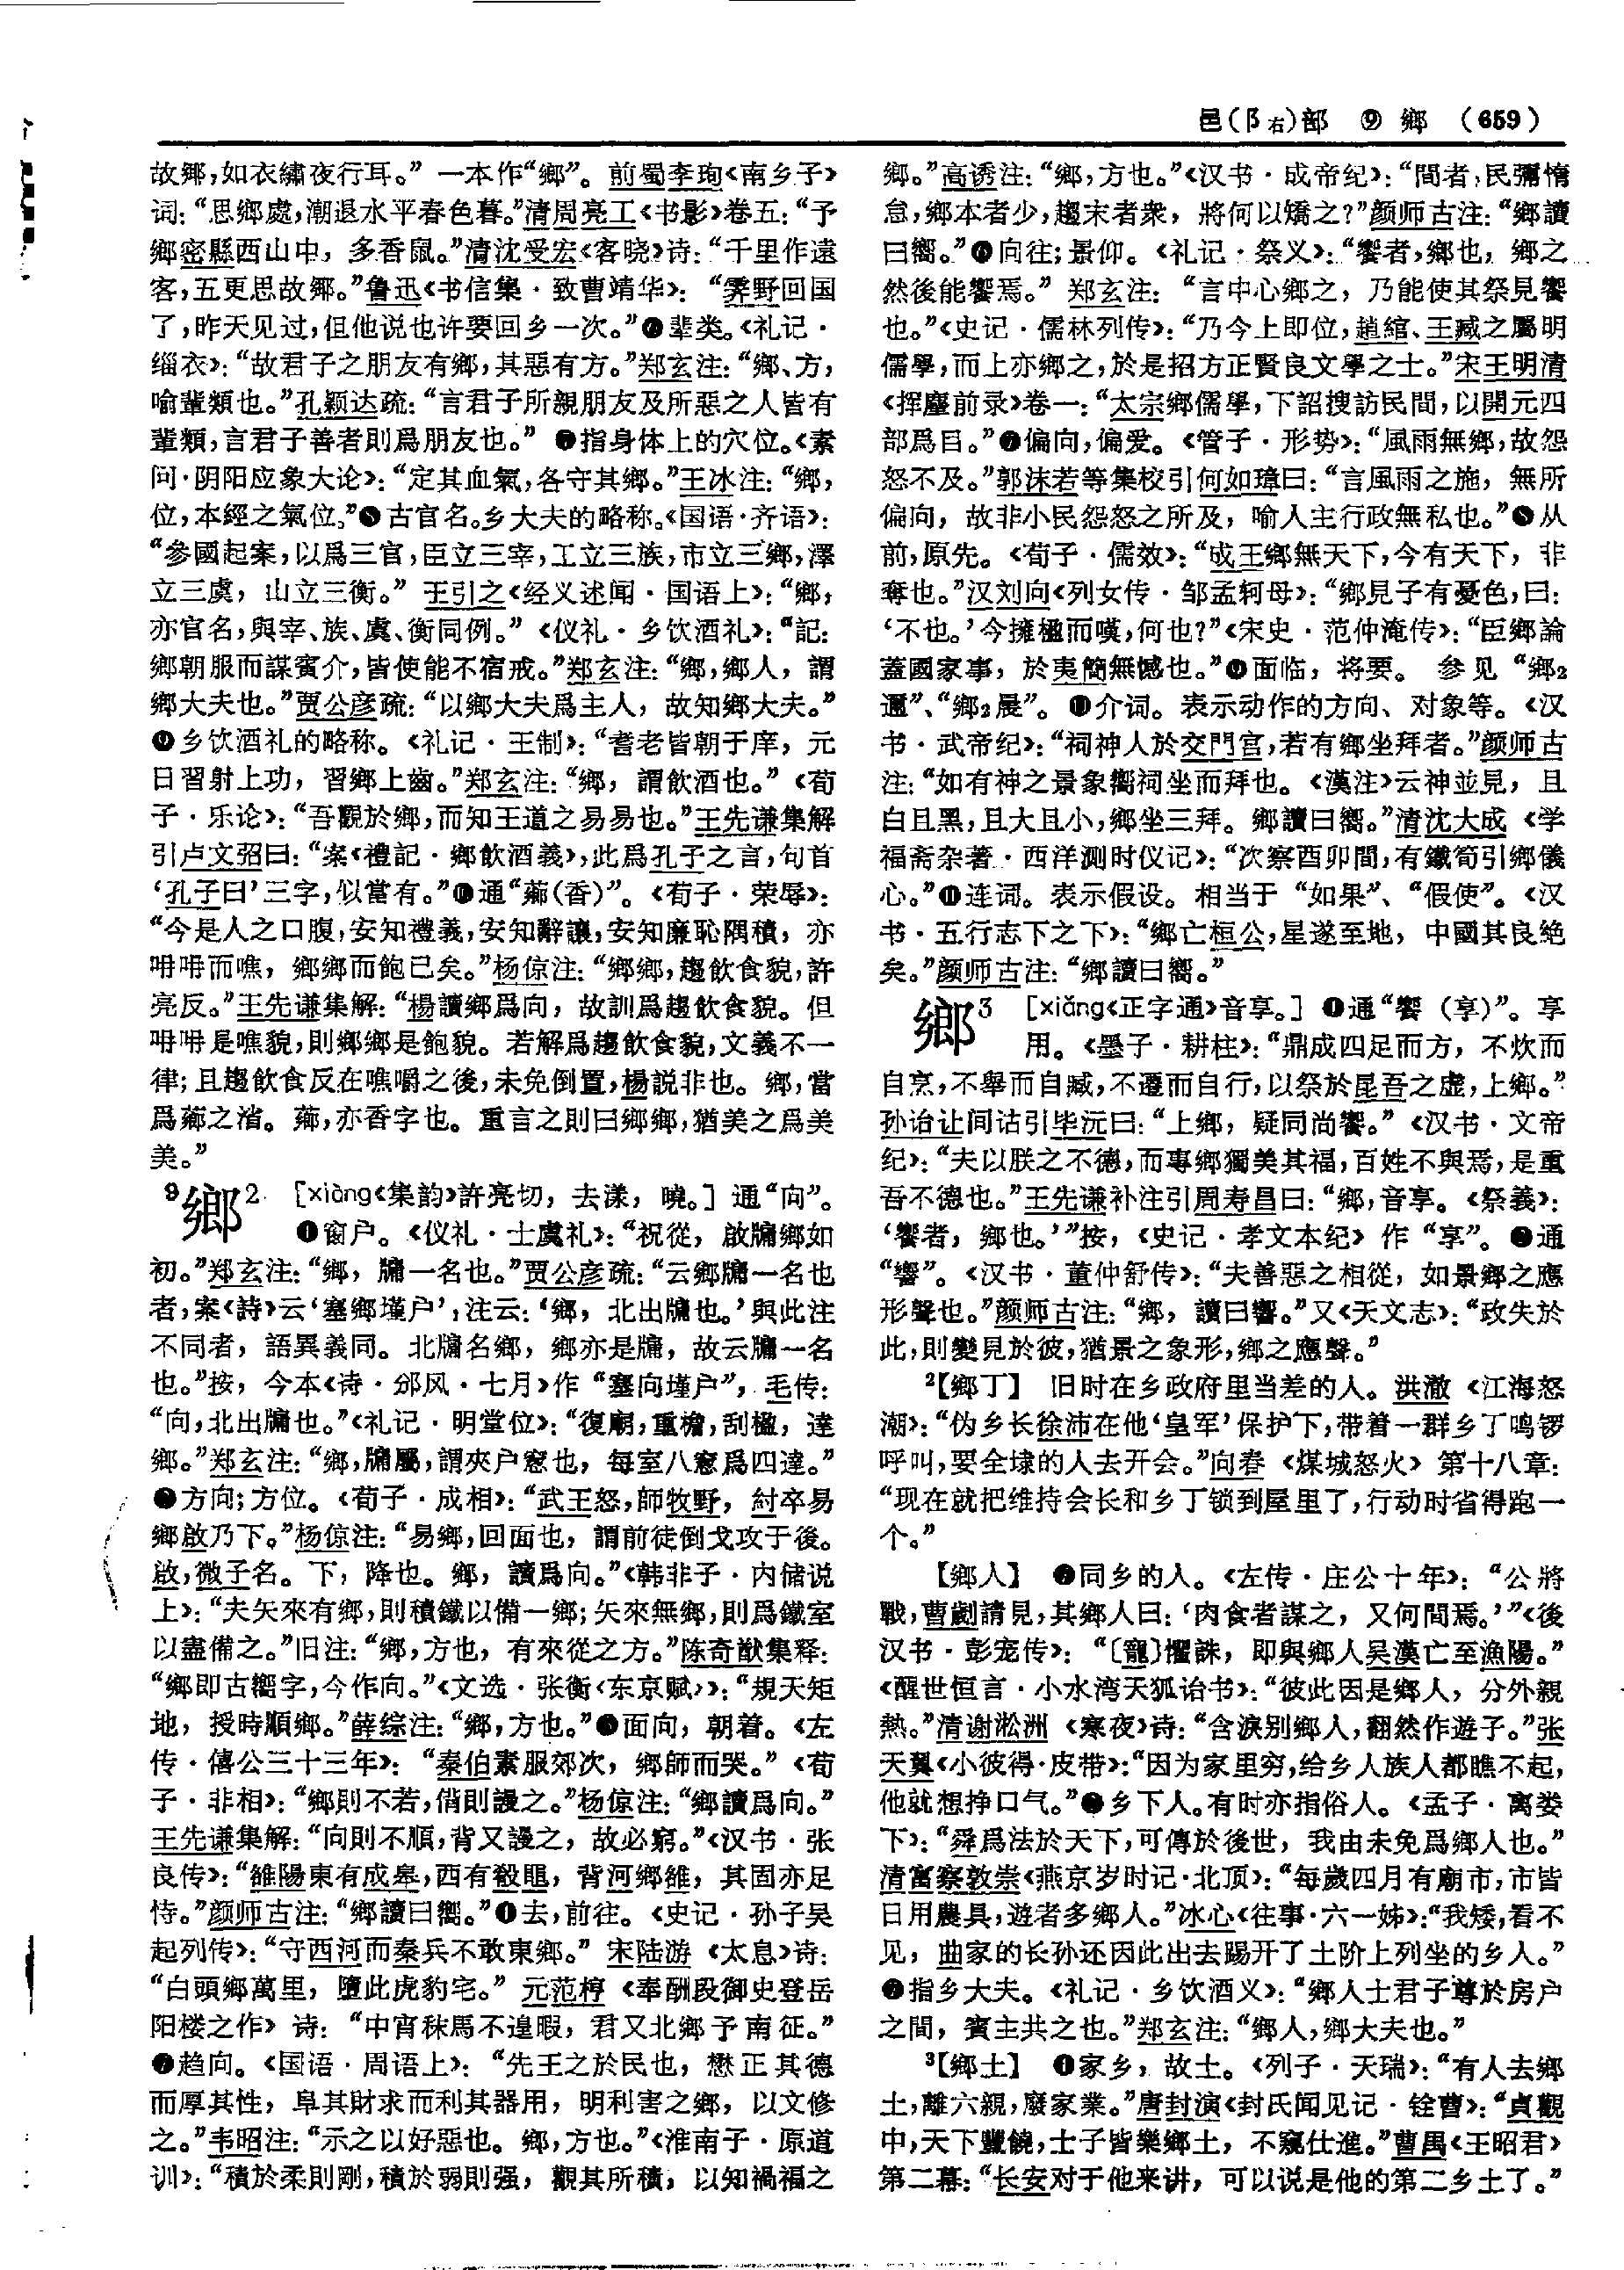 邑(阝右)部 ⑨ 鄉 (659)
故鄉,如衣繡夜行耳。”一本作“鄉”。前蜀李珣《南乡子》
词:“思鄉處,潮退水平春色暮。”清周亮工《书影》卷五:“予
鄉密縣西山中,多香鼠。”清沈受宏《客晓》诗:“千里作遠
客,五更思故鄉。”鲁迅《书信集·致曹靖华》:“霁野回国
了,昨天见过,但他说也许要回乡一次。”❻辈类。《礼记·
缁衣》:“故君子之朋友有鄉,其惡有方。”郑玄注:“鄉、方,
喻輩類也。”孔颖达疏:“言君子所親朋友及所惡之人皆有
輩類,言君子善者則爲朋友也。”❼指身体上的穴位。《素
问·阴阳应象大论》:“定其血氣,各守其鄉。”王冰注:“鄉,
位,本經之氣位。”❽古官名。乡大夫的略称。《国语·齐语》:
“参國起案,以爲三官,臣立三宰,工立三族,市立三鄉,澤
立三虞,山立三衡。”王引之《经义述闻·国语上》:“鄉,
亦官名,與宰、族、虞、衡同例。”《仪礼·乡饮酒礼》:“記:
鄉朝服而謀賓介,皆使能不宿戒。”郑玄注:“鄉,鄉人,謂
鄉大夫也。”贾公彦疏:“以鄉大夫爲主人,故知鄉大夫。”
❾乡饮酒礼的略称。《礼记·王制》:“耆老皆朝于庠,元
日習射上功,習鄉上齒。”郑玄注:“鄉,謂飲酒也。”《荀
子·乐论》:“吾觀於鄉,而知王道之易易也。”王先谦集解
引卢文弨曰:“案《禮記·鄉飲酒義》,此爲孔子之言,句首
‘孔子曰’三字,似當有。”❿通“薌(香)”。《荀子·荣辱》:
“今是人之口腹,安知禮義,安知辭讓,安知廉恥隅積,亦
呥呥而噍,鄉鄉而飽已矣。”杨倞注:“鄉鄉,趨飲食貌,許
亮反。”王先谦集解:“楊讀鄉爲向,故訓爲趨飲食貌。但
呥呥是噍貌,則鄉鄉是飽貌。若解爲趨飲食貌,文義不一
律;且趨飲食反在噍嚼之後,未免倒置,楊説非也。鄉,當
爲薌之渻。薌,亦香字也。重言之則曰鄉鄉,猶美之爲美
美。”
⁹鄉² [xiàng《集韵》許亮切,去漾,曉。]通“向”。
❶窗户。《仪礼·士虞礼》:“祝從,啟牖鄉如
初。”郑玄注:“鄉,牖一名也。”贾公彦疏:“云鄉牖一名也
者,案《詩》云‘塞鄉墐户’,注云:‘鄉,北出牖也。’與此注
不同者,語異義同。北牖名鄉,鄉亦是牖,故云牖一名
也。”按,今本《诗·邠风·七月》作“塞向墐户”,毛传:
“向,北出牖也。”《礼记·明堂位》:“復廟,重檐,刮楹,達
鄉。”郑玄注:“鄉,牖屬,謂夾户窻也,每室八窻爲四達。”
❷方向;方位。《荀子·成相》:“武王怒,師牧野,紂卒易
鄉啟乃下。”杨倞注:“易鄉,回面也,謂前徒倒戈攻于後。
啟,微子名。下,降也。鄉,讀爲向。”《韩非子·内储说
上》:“夫矢來有鄉,則積鐵以備一鄉;矢來無鄉,則爲鐵室
以盡備之。”旧注:“鄉,方也,有來從之方。”陈奇猷集释:
“鄉即古嚮字,今作向。”《文选·张衡〈东京赋〉》:“規天矩
地,授時順鄉。”薛综注:“鄉,方也。”❸面向,朝着。《左
传·僖公三十三年》:“秦伯素服郊次,鄉師而哭。”《荀
子·非相》:“鄉則不若,偝則謾之。”杨倞注:“鄉讀爲向。”
王先谦集解:“向則不順,背又謾之,故必窮。”《汉书·张
良传》:“雒陽東有成皋,西有殽黽,背河鄉雒,其固亦足
恃。”颜师古注:“鄉讀曰嚮。”❹去,前往。《史记·孙子吴
起列传》:“守西河而秦兵不敢東鄉。”宋陆游《太息》诗:
“白頭鄉萬里,墮此虎豹宅。”元范梈《奉酬段御史登岳
阳楼之作》诗:“中宵秣馬不遑暇,君又北鄉予南征。”
❺趋向。《国语·周语上》:“先王之於民也,懋正其德
而厚其性,阜其財求而利其器用,明利害之鄉,以文修
之。”韦昭注:“示之以好惡也。鄉,方也。”《淮南子·原道
训》:“積於柔則剛,積於弱則强,觀其所積,以知禍福之
鄉。”高诱注:“鄉,方也。”《汉书·成帝纪》:“間者,民彌惰
怠,鄉本者少,趨末者衆,將何以矯之?”颜师古注:“鄉讀
曰嚮。”❻向往;景仰。《礼记·祭义》:“饗者,鄉也,鄉之
然後能饗焉。”郑玄注:“言中心鄉之,乃能使其祭見饗
也。”《史记·儒林列传》:“乃今上即位,趙綰、王臧之屬明
儒學,而上亦鄉之,於是招方正賢良文學之士。”宋王明清
《挥麈前录》卷一:“太宗鄉儒學,下詔搜訪民間,以開元四
部爲目。”❼偏向,偏爱。《管子·形势》:“風雨無鄉,故怨
怒不及。”郭沫若等集校引何如璋曰:“言風雨之施,無所
偏向,故非小民怨怒之所及,喻人主行政無私也。”❽从
前,原先。《荀子·儒效》:“成王鄉無天下,今有天下,非
奪也。”汉刘向《列女传·邹孟轲母》:“鄉見子有憂色,曰:
‘不也。’今擁楹而嘆,何也?”《宋史·范仲淹传》:“臣鄉論
蓋國家事,於夷簡無憾也。”❾面临,将要。参见“鄉₂
邇”、“鄉₂晨”。❿介词。表示动作的方向、对象等。《汉
书·武帝纪》:“祠神人於交門宫,若有鄉坐拜者。”颜师古
注:“如有神之景象嚮祠坐而拜也。《漢注》云神並見,且
白且黑,且大且小,鄉坐三拜。鄉讀曰嚮。”清沈大成《学
福斋杂著·西洋测时仪记》:“次察酉卯間,有鐵筍引鄉儀
心。”⓫连词。表示假设。相当于“如果”、“假使”。《汉
书·五行志下之下》:“鄉亡桓公,星遂至地,中國其良绝
矣。”颜师古注:“鄉讀曰嚮。”
鄉³ [xiǎng《正字通》音享。]❶通“饗(享)”。享
用。《墨子·耕柱》:“鼎成四足而方,不炊而
自烹,不舉而自臧,不遷而自行,以祭於昆吾之虚,上鄉。”
孙诒让间诂引毕沅曰:“上鄉,疑同尚饗。”《汉书·文帝
纪》:“夫以朕之不德,而專鄉獨美其福,百姓不與焉,是重
吾不德也。”王先谦补注引周寿昌曰:“鄉,音享。《祭義》:
‘饗者,鄉也。’”按,《史记·孝文本纪》作“享”。❷通
“響”。《汉书·董仲舒传》:“夫善惡之相從,如景鄉之應
形聲也。”颜师古注:“鄉,讀曰響。”又《天文志》:“政失於
此,則變見於彼,猶景之象形,鄉之應聲。”
²【鄉丁】 旧时在乡政府里当差的人。洪澈《江海怒
潮》:“伪乡长徐沛在他‘皇军’保护下,带着一群乡丁鸣锣
呼叫,要全埭的人去开会。”向春《煤城怒火》第十八章:
“现在就把维持会长和乡丁锁到屋里了,行动时省得跑一
个。”
【鄉人】 ❶同乡的人。《左传·庄公十年》:“公將
戰,曹劌請見,其鄉人曰:‘肉食者謀之,又何間焉。’”《後
汉书·彭宠传》:“〔寵〕懼誅,即與鄉人吴漢亡至漁陽。”
《醒世恒言·小水湾天狐诒书》:“彼此因是鄉人,分外親
熱。”清谢淞洲《寒夜》诗:“含淚别鄉人,翻然作遊子。”张
天翼《小彼得·皮带》:“因为家里穷,给乡人族人都瞧不起,
他就想挣口气。”❷乡下人。有时亦指俗人。《孟子·离娄
下》:“舜爲法於天下,可傳於後世,我由未免爲鄉人也。”
清富察敦崇《燕京岁时记·北顶》:“每歲四月有廟市,市皆
日用農具,遊者多鄉人。”冰心《往事·六一姊》:“我矮,看不
见,曲家的长孙还因此出去踢开了土阶上列坐的乡人。”
❸指乡大夫。《礼记·乡饮酒义》:“鄉人士君子尊於房户
之間,賓主共之也。”郑玄注:“鄉人,鄉大夫也。”
³【鄉土】 ❶家乡,故土。《列子·天瑞》:“有人去鄉
土,離六親,廢家業。”唐封演《封氏闻见记·铨曹》:“貞觀
中,天下豐饒,士子皆樂鄉土,不窺仕進。”曹禺《王昭君》
第二幕:“长安对于他来讲,可以说是他的第二乡土了。”